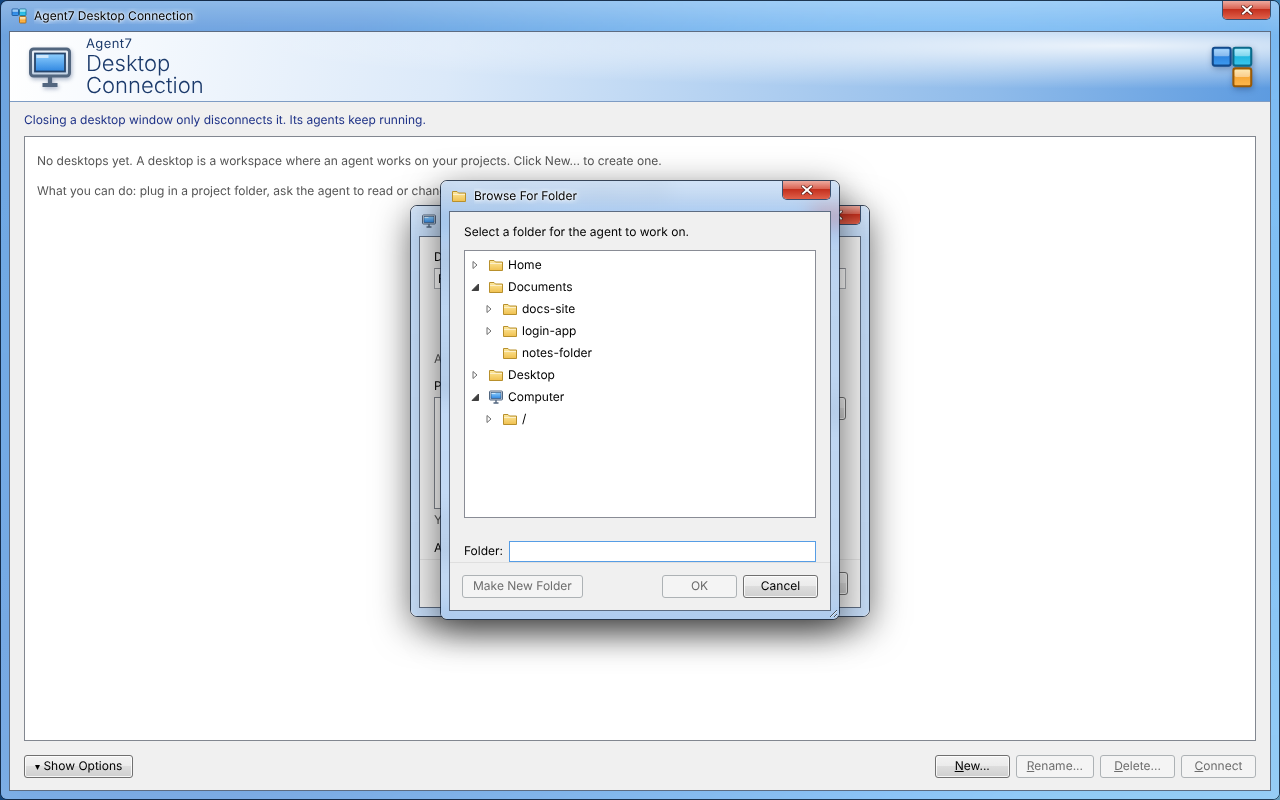 Agent7 Desktop Connection
Agent7
Desktop
Connection
Closing a desktop window only disconnects it. Its agents keep running.
No desktops yet. A desktop is a workspace where an agent works on your projects. Click New... to create one.
What you can do: plug in a project folder, ask the agent to read or
Browse For Folder
Select a folder for the agent to work on.
Home
Documents
docs-site
login-app
notes-folder
Desktop
Computer
/
Folder:
Make New Folder
OK
Cancel
▾ Show Options
New...
Rename...
Delete...
Connect